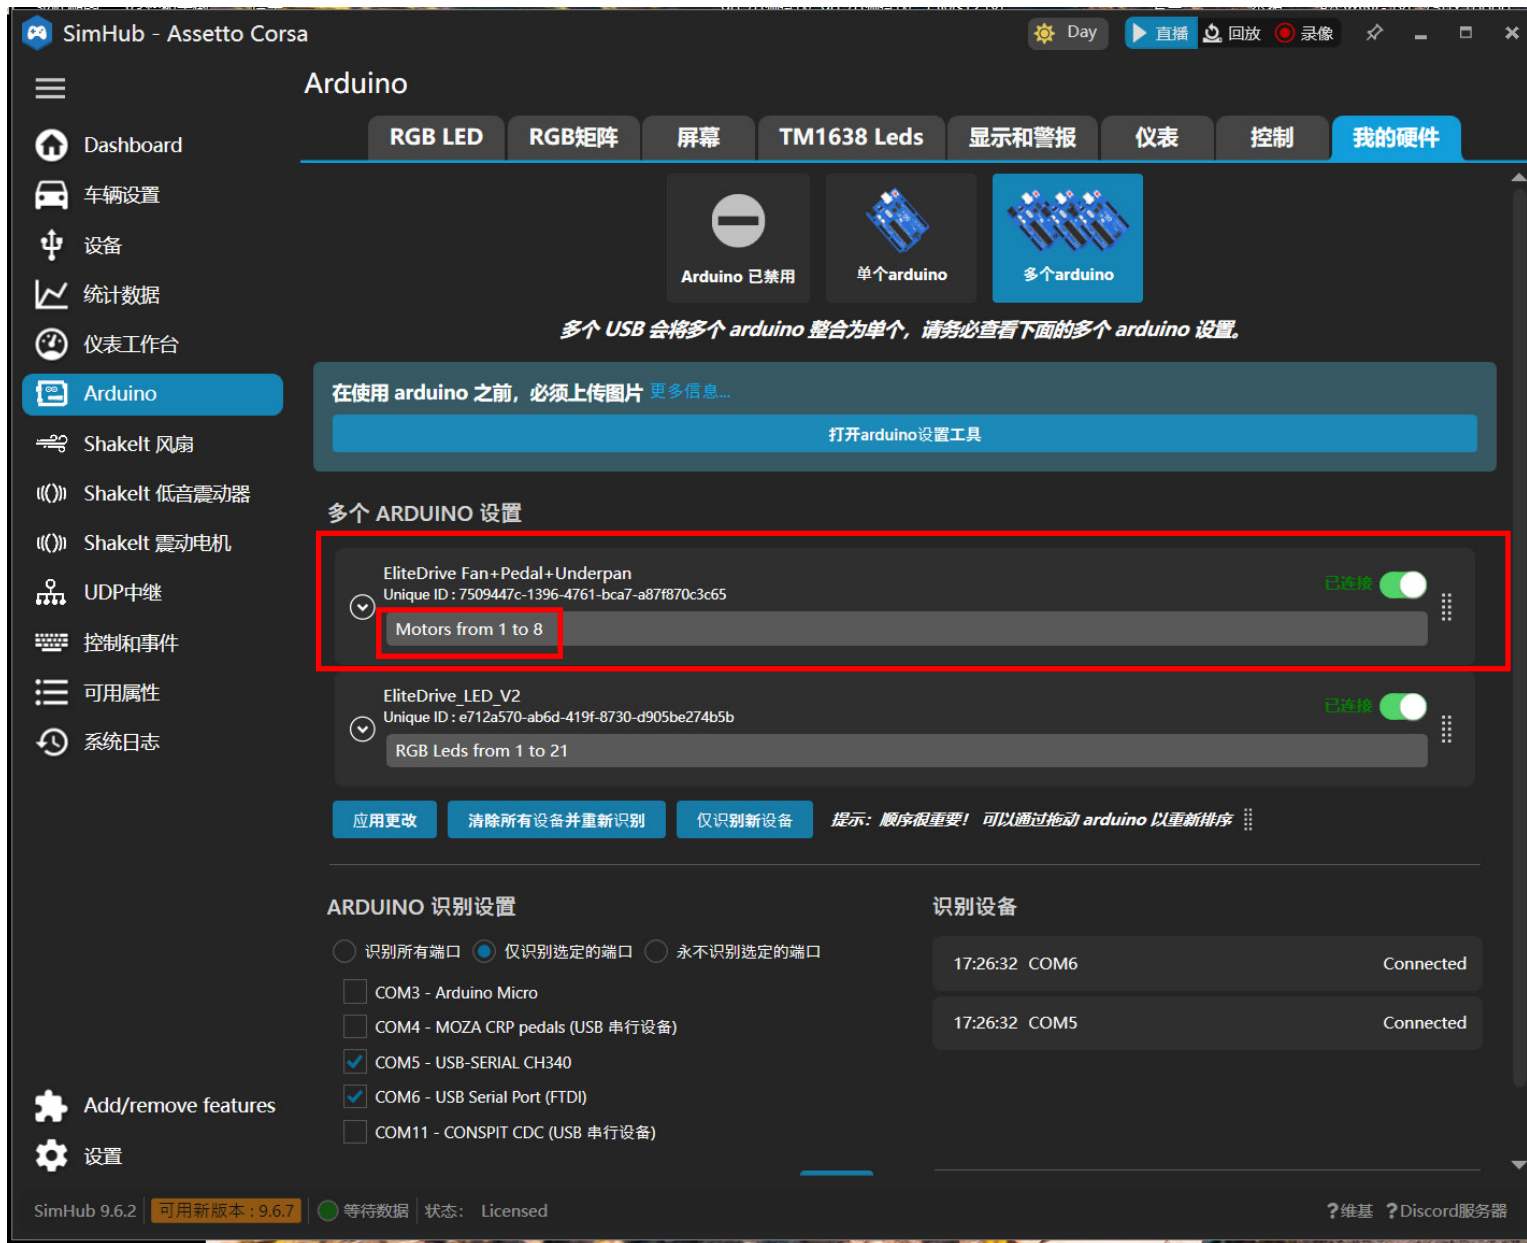 SimHub - Assetto Corsa
Day
直播
回放
录像
Arduino
RGB LED
RGB矩阵
屏幕
TM1638 Leds
显示和警报
仪表
控制
我的硬件
Dashboard
车辆设置
设备
统计数据
仪表工作台
Arduino
ShakeIt 风扇
ShakeIt 低音震动器
ShakeIt 震动电机
UDP中继
控制和事件
可用属性
系统日志
Add/remove features
设置
Arduino 已禁用
单个arduino
多个arduino
多个 USB 会将多个 arduino 整合为单个，请务必查看下面的多个 arduino 设置。
在使用 arduino 之前，必须上传图片 更多信息...
打开arduino设置工具
多个 ARDUINO 设置
EliteDrive Fan+Pedal+Underpan
Unique ID : 7509447c-1396-4761-bca7-a87f870c3c65
已连接
Motors from 1 to 8
EliteDrive_LED_V2
Unique ID : e712a570-ab6d-419f-8730-d905be274b5b
已连接
RGB Leds from 1 to 21
应用更改
清除所有设备并重新识别
仅识别新设备
提示：顺序很重要！ 可以通过拖动 arduino 以重新排序
ARDUINO 识别设置
识别所有端口
仅识别选定的端口
永不识别选定的端口
COM3 - Arduino Micro
COM4 - MOZA CRP pedals (USB 串行设备)
COM5 - USB-SERIAL CH340
COM6 - USB Serial Port (FTDI)
COM11 - CONSPIT CDC (USB 串行设备)
识别设备
17:26:32 COM6 Connected
17:26:32 COM5 Connected
SimHub 9.6.2
可用新版本 : 9.6.7
等待数据
状态： Licensed
?维基
?Discord服务器